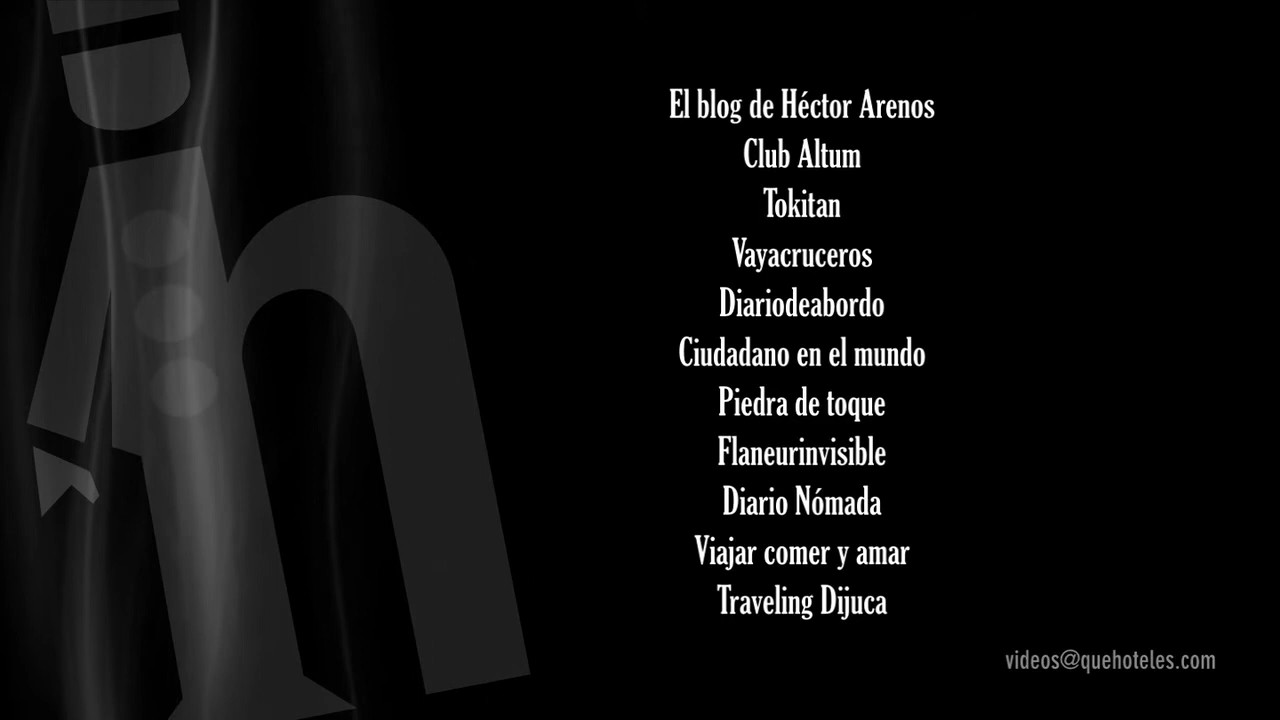 El blog de Héctor Arenos
Club Altum
Tokitan
Vayacruceros
Diariodeabordo
Ciudadano en el mundo
Piedra de toque
Flaneurinvisible
Diario Nómada
Viajar comer y amar
Traveling Dijuca
videos@quehoteles.com